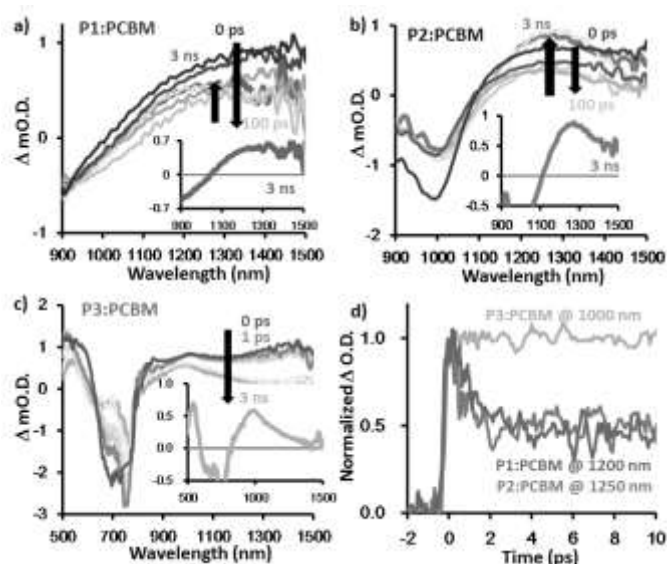 a)
P1:PCBM
0 ps
3 ns
100 ps
Δ mO.D.
1
0
-1
0.7
0
-0.7
3 ns
900 1100 1300 1500
900 1000 1100 1200 1300 1400 1500
Wavelength (nm)
b)
P2:PCBM
3 ns
0 ps
100 ps
Δ mO.D.
1
0
-1
-2
1
0.5
0
-0.5
3 ns
900 1100 1300 1500
900 1000 1100 1200 1300 1400 1500
Wavelength (nm)
c)
P3:PCBM
0 ps
1 ps
3 ns
Δ mO.D.
2
1
0
-1
-2
-3
1.0
0.5
0.0
-0.5
500 1000 1500
500 700 900 1100 1300 1500
Wavelength (nm)
d)
P3:PCBM @ 1000 nm
P1:PCBM @ 1200 nm
P2:PCBM @ 1250 nm
Normalized Δ O.D.
1.0
0.5
0.0
-2 0 2 4 6 8 10
Time (ps)